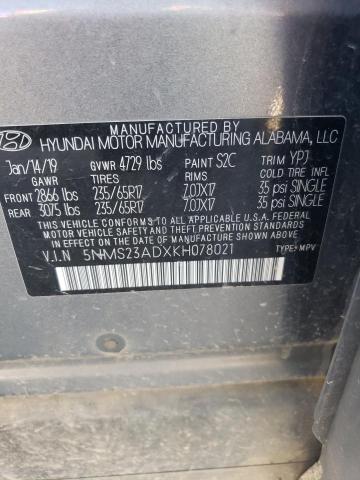 MANUFACTURED BY
HYUNDAI MOTOR MANUFACTURING ALABAMA, LLC
Jan/14/19 GVWR 4729 lbs PAINT S2C TRIM YPJ
GAWR TIRES RIMS COLD TIRE INFL
FRONT 2866 lbs 235/65R17 7.0JX17 35 psi SINGLE
REAR 3075 lbs 235/65R17 7.0JX17 35 psi SINGLE
THIS VEHICLE CONFORMS TO ALL APPLICABLE U.S.A. FEDERAL
MOTOR VEHICLE SAFETY AND THEFT PREVENTION STANDARDS
IN EFFECT ON THE DATE OF MANUFACTURE SHOWN ABOVE.
V.I.N 5NMS23ADXKH078021 TYPE: MPV